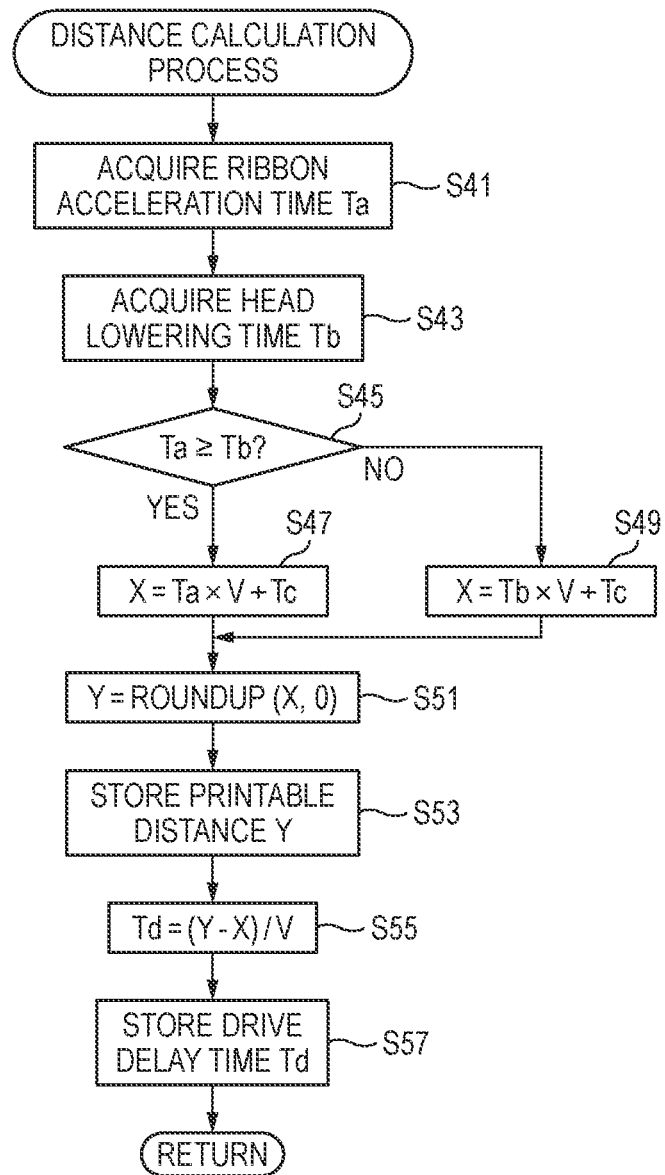 DISTANCE CALCULATION
PROCESS
ACQUIRE RIBBON
ACCELERATION TIME Ta
S41
ACQUIRE HEAD
LOWERING TIME Tb
S43
S45
Ta ≥ Tb?
NO
YES
S47
X = Ta × V + Tc
S49
X = Tb × V + Tc
Y = ROUNDUP (X, 0)
S51
STORE PRINTABLE
DISTANCE Y
S53
Td = (Y - X) / V
S55
STORE DRIVE
DELAY TIME Td
S57
RETURN